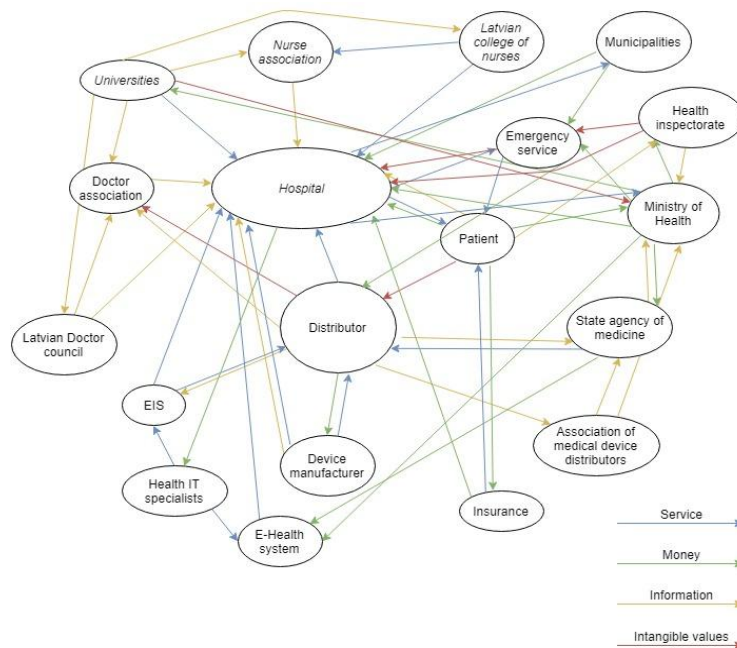 Latvian
college of
nurses
Nurse
association
Municipalities
Universities
Health
inspectorate
Emergency
service
Doctor
association
Hospital
Ministry of
Health
Patient
Distributor
State agency of
medicine
Latvian Doctor
council
EIS
Association of
medical device
distributors
Device
manufacturer
Health IT
specialists
Insurance
E-Health
system
Service
Money
Information
Intangible values